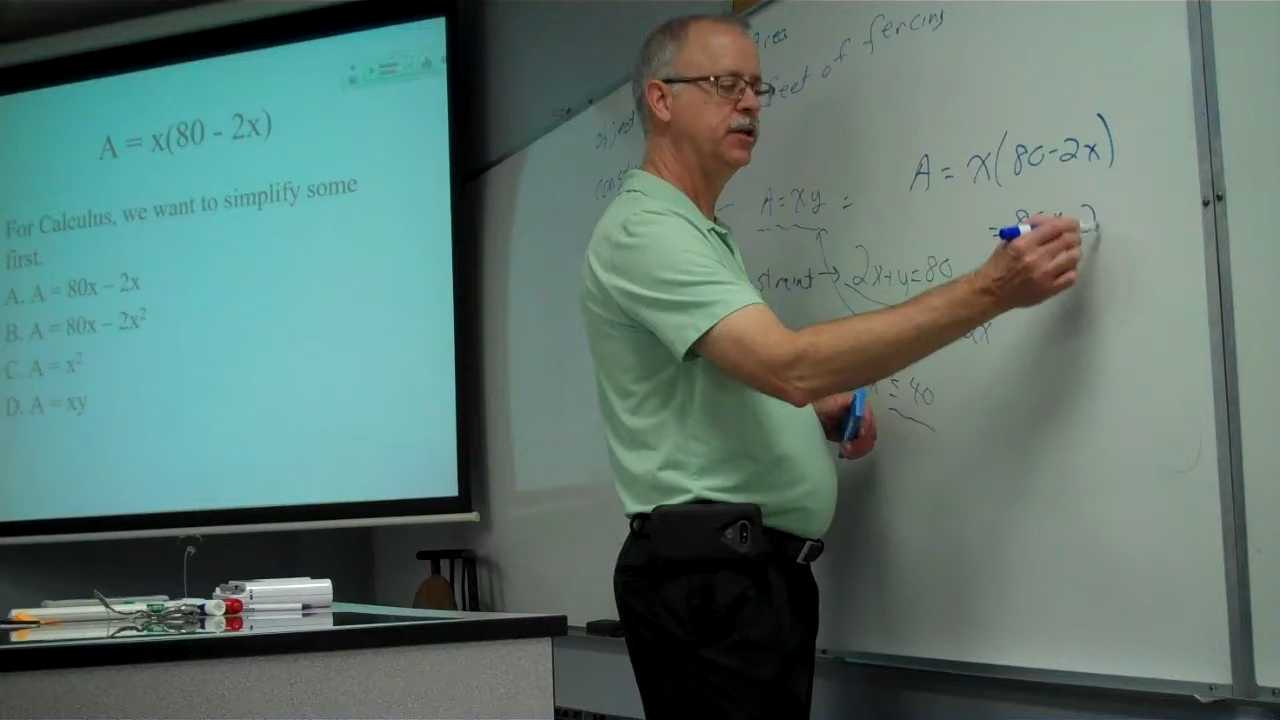 A = x(80 - 2x)
For Calculus, we want to simplify some
first.
A. A = 80x – 2x
B. A = 80x – 2x²
C. A = x²
D. A = xy
area
feet of fencing
A = xy =
2x+y=80
A = x(80-2x)
= 40